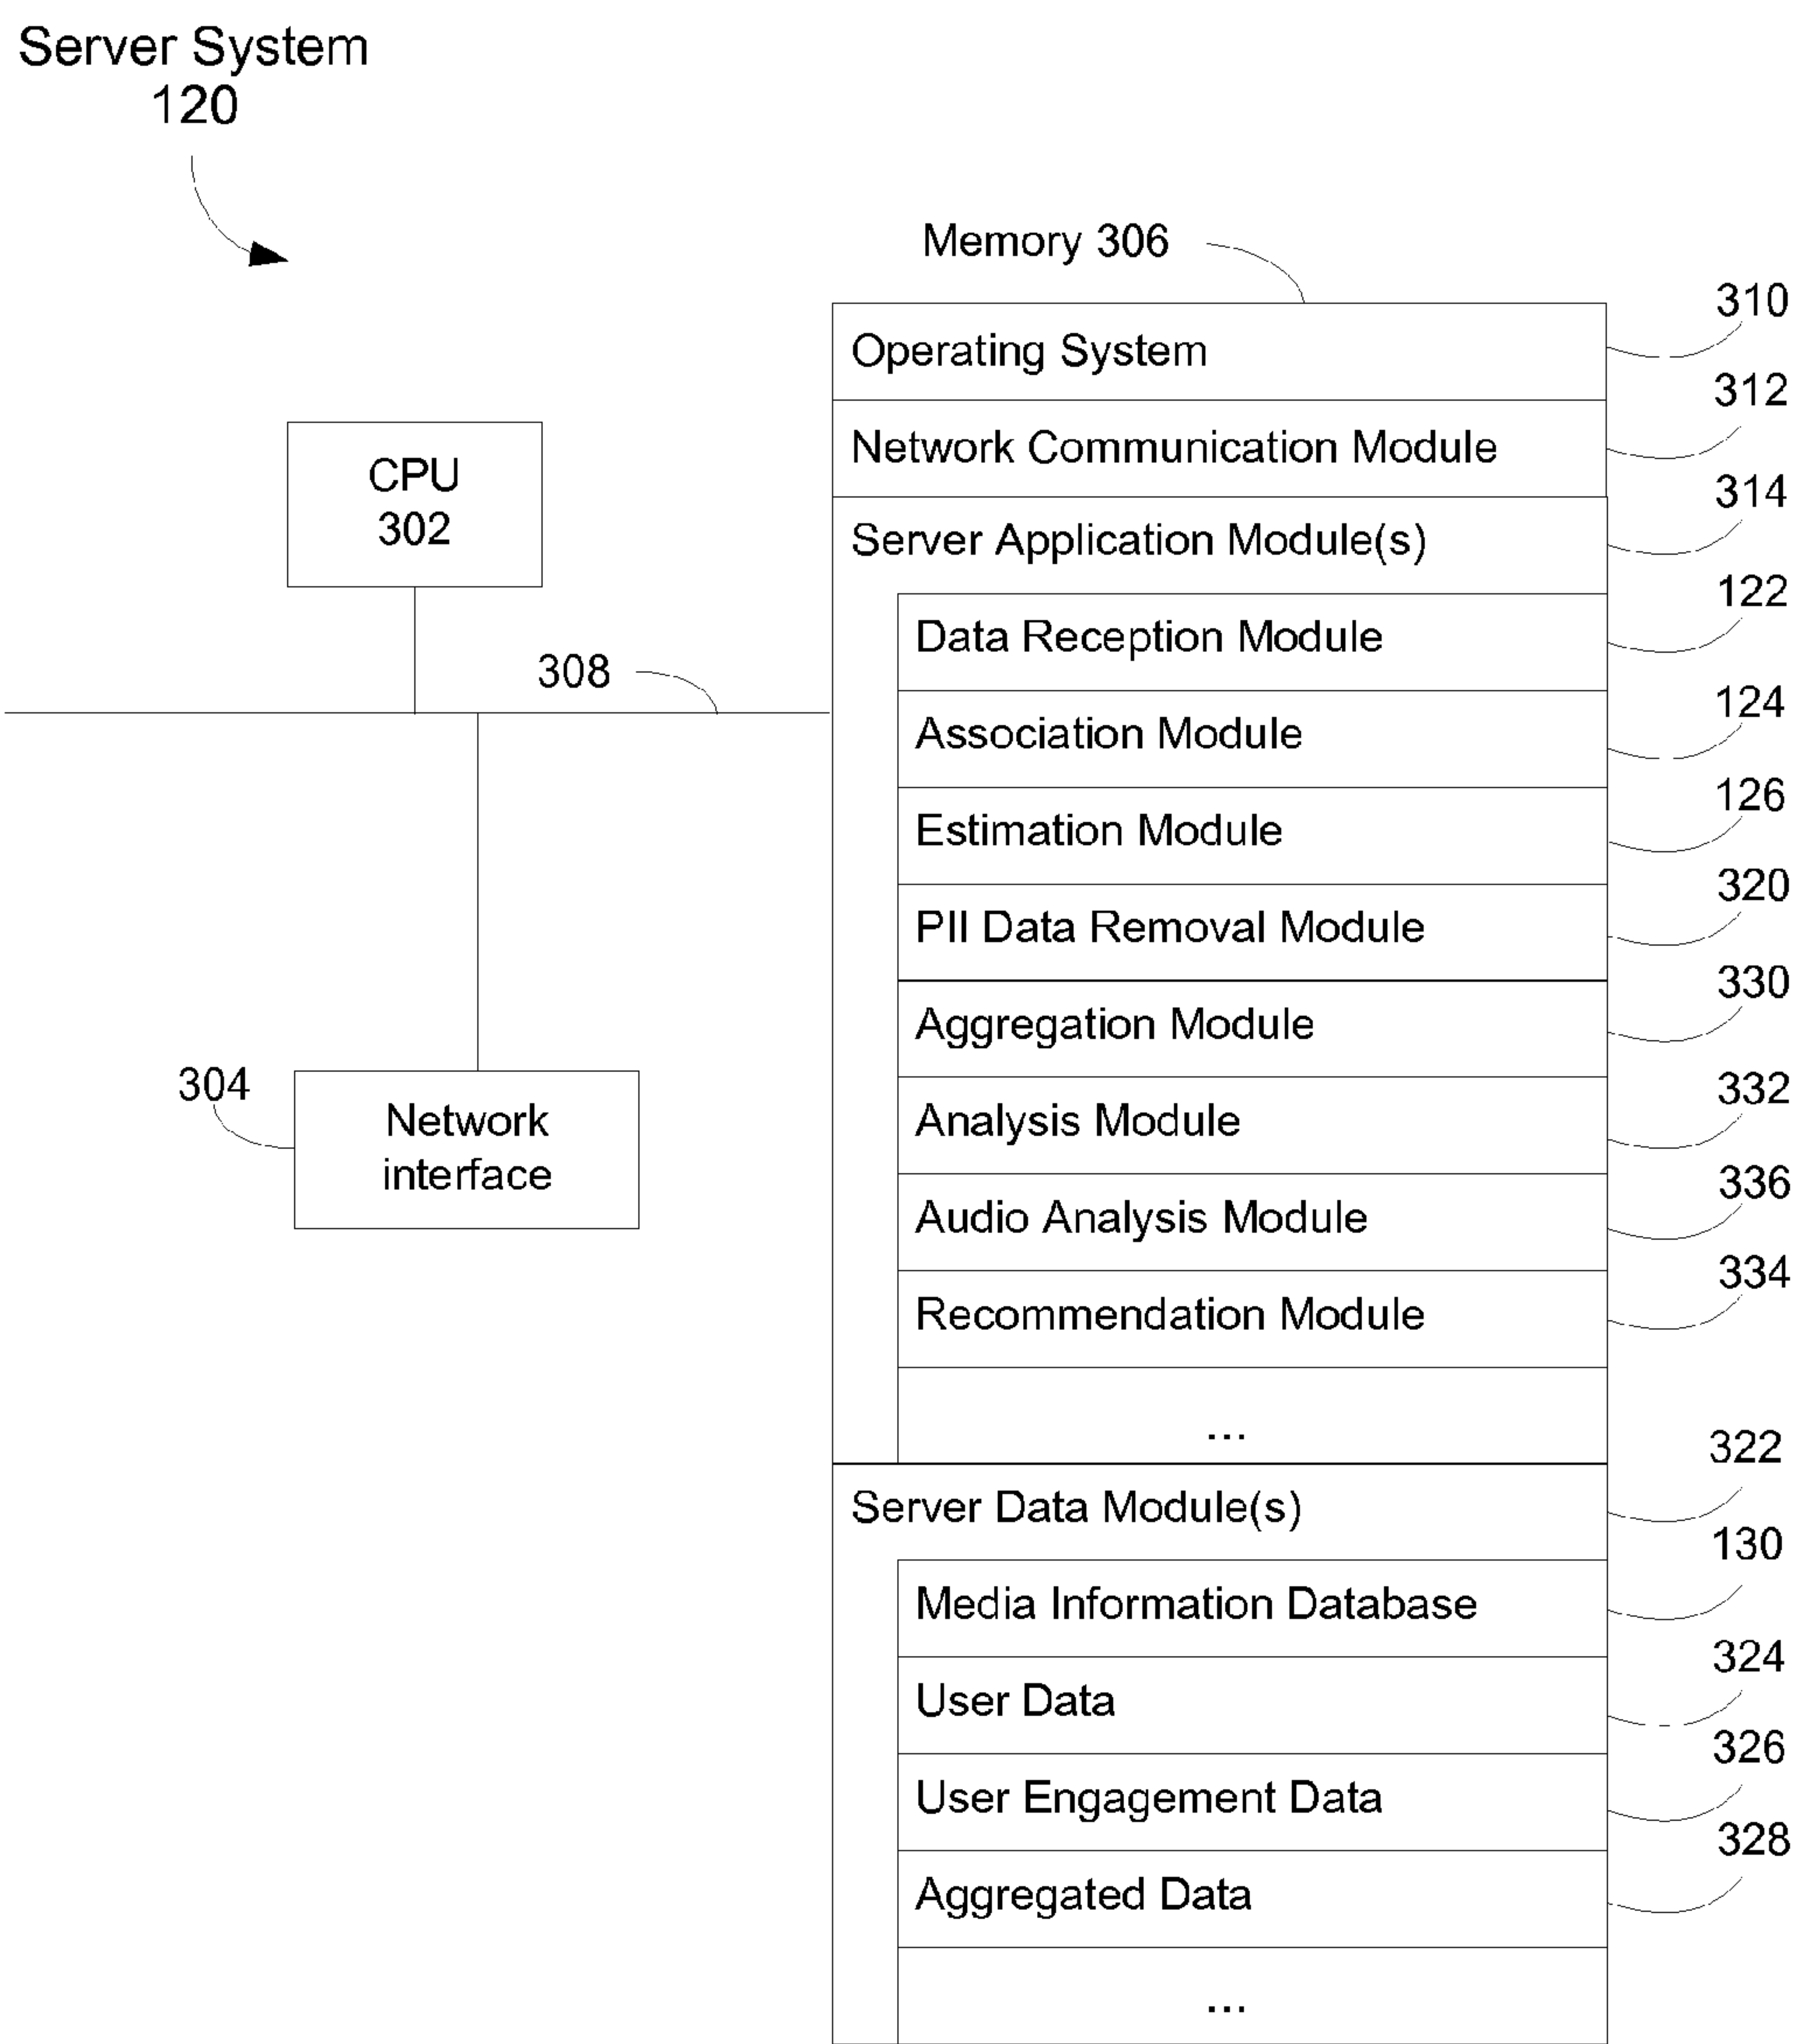 Server System
120
Memory 306
310
Operating System
312
Network Communication Module
314
Server Application Module(s)
122
Data Reception Module
124
Association Module
126
Estimation Module
320
PII Data Removal Module
330
Aggregation Module
332
Analysis Module
336
Audio Analysis Module
334
Recommendation Module
...
322
Server Data Module(s)
130
Media Information Database
324
User Data
326
User Engagement Data
328
Aggregated Data
...
CPU
302
308
304
Network
interface